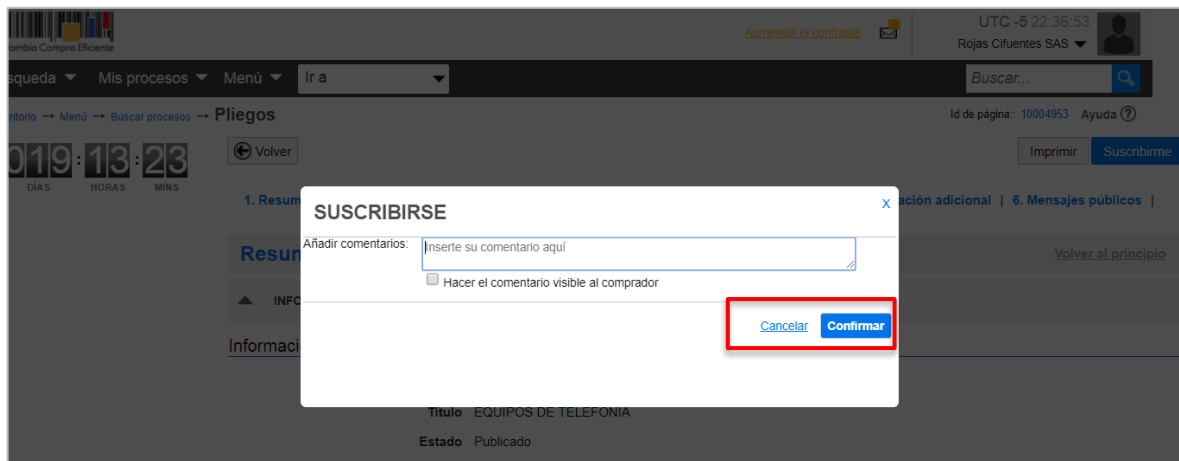 UTC -5 22:36:53
Aumentar el contraste
ombia Compra Eficiente
Rojas Cifuentes SAS
squeda Mis procesos Menú Ir a Buscar...
ritorio → Menú → Buscar procesos → Pliegos Id de página:: 10004953 Ayuda ?
019:13:23 Volver Imprimir Suscribirme
DÍAS HORAS MINS
1. Resum ación adicional | 6. Mensajes públicos |
SUSCRIBIRSE X
Añadir comentarios: Inserte su comentario aquí
Resun Volver al principio
Hacer el comentario visible al comprador
INFO
Cancelar Confirmar
Informaci
Título EQUIPOS DE TELEFONIA
Estado Publicado